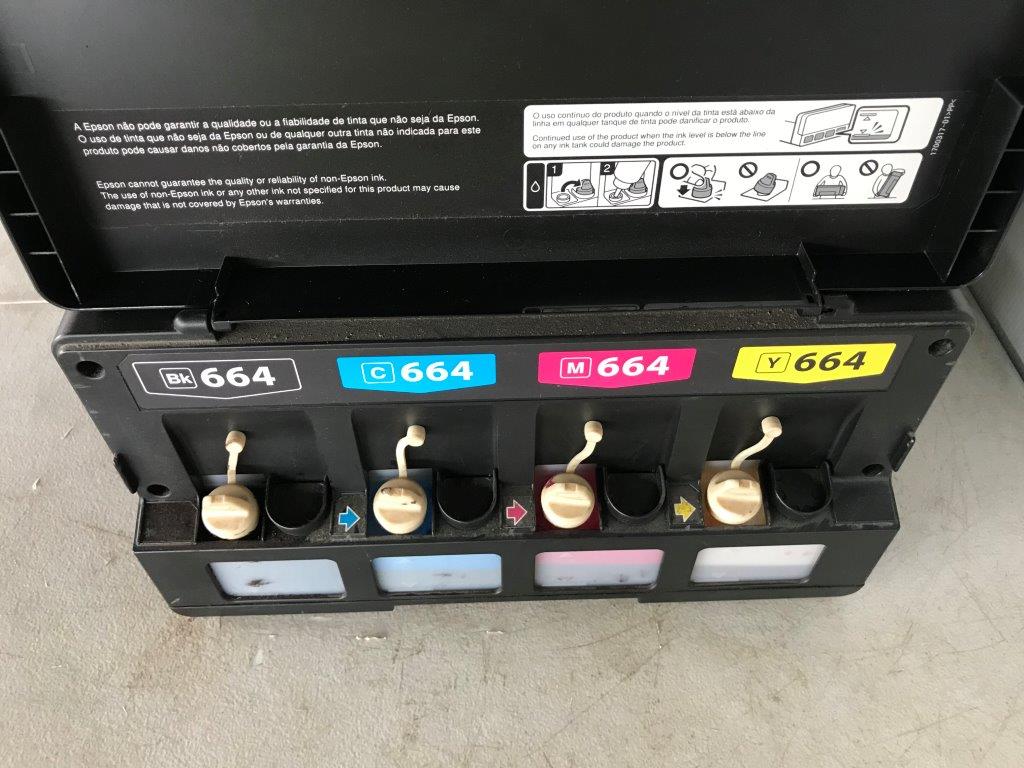 A Epson não pode garantir a qualidade ou a fiabilidade de tinta que não seja da Epson.
O uso de tinta que não seja da Epson ou de qualquer outra tinta não indicada para este
produto pode causar danos não cobertos pela garantia da Epson.
Epson cannot guarantee the quality or reliability of non-Epson ink.
The use of non-Epson ink or any other ink not specified for this product may cause
damage that is not covered by Epson's warranties.
O uso contínuo do produto quando o nível da tinta está abaixo da
linha em qualquer tanque de tinta pode danificar o produto.
Continued use of the product when the ink level is below the line
on any ink tank could damage the product.
1 2
1700317-01>PP<
Bk 664
C 664
M 664
Y 664